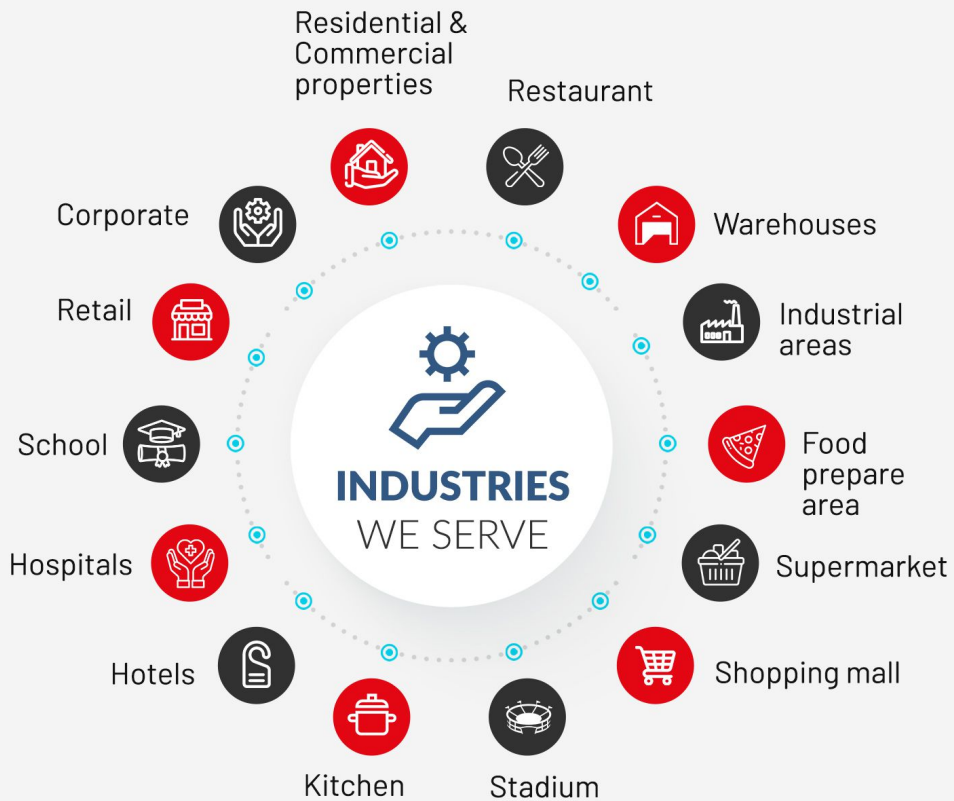 Residential &
Commercial
properties
Restaurant
Corporate
Warehouses
Retail
Industrial
areas
School
Food
prepare
area
INDUSTRIES
WE SERVE
Hospitals
Supermarket
Hotels
Shopping mall
Kitchen
Stadium